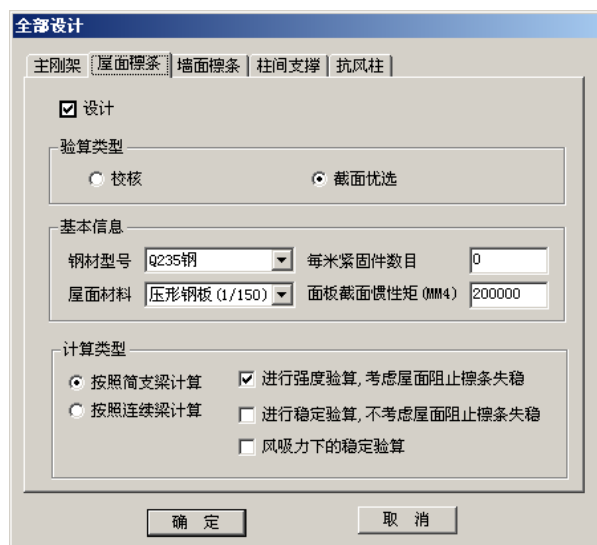 全部设计
主刚架 屋面檩条 墙面檩条 柱间支撑 抗风柱
设计
验算类型
校核 截面优选
基本信息
钢材型号 Q235钢 每米紧固件数目 0
屋面材料 压形钢板(1/150) 面板截面惯性矩(MM4) 200000
计算类型
按照简支梁计算 进行强度验算,考虑屋面阻止檩条失稳
按照连续梁计算 进行稳定验算,不考虑屋面阻止檩条失稳
风吸力下的稳定验算
确 定 取 消